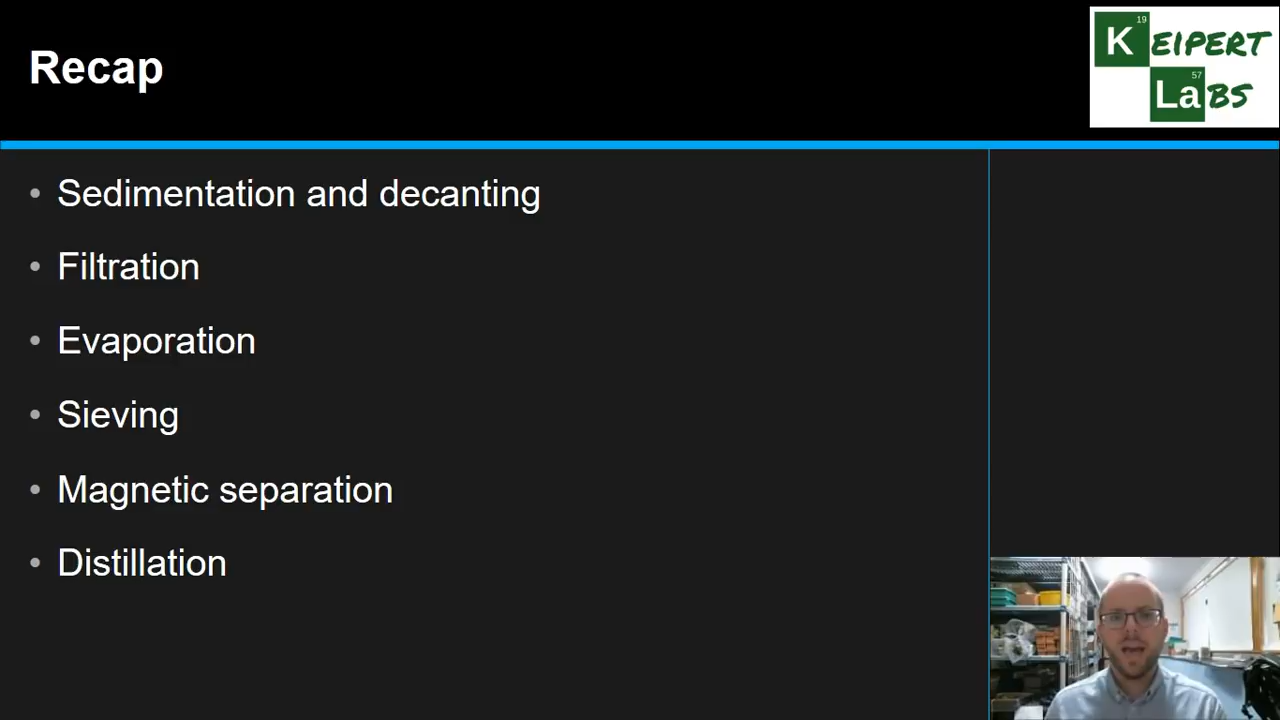 Recap
19
K EIPERT
57
La BS
• Sedimentation and decanting
• Filtration
• Evaporation
• Sieving
• Magnetic separation
• Distillation